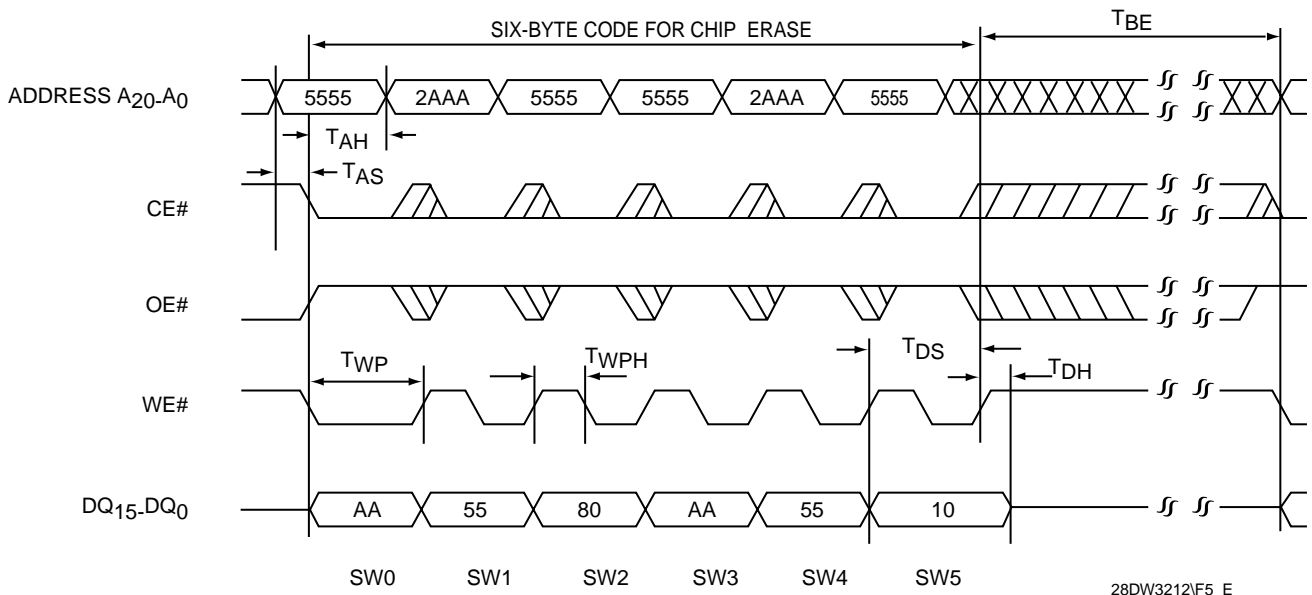 SIX-BYTE CODE FOR CHIP ERASE
TBE
ADDRESS A20-A0
5555 2AAA 5555 5555 2AAA 5555
TAH
TAS
CE#
OE#
TWP TWPH TDS TDH
WE#
DQ15-DQ0
AA 55 80 AA 55 10
SW0 SW1 SW2 SW3 SW4 SW5
28DW3212\F5_E